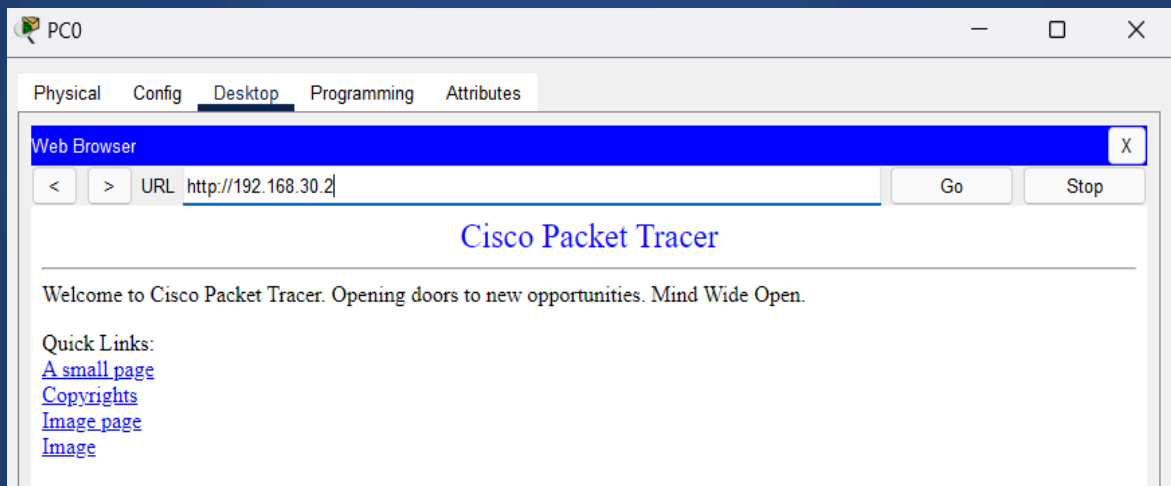 PC0
Physical Config Desktop Programming Attributes
Web Browser X
< > URL http://192.168.30.2 Go Stop
Cisco Packet Tracer
Welcome to Cisco Packet Tracer. Opening doors to new opportunities. Mind Wide Open.
Quick Links:
A small page
Copyrights
Image page
Image